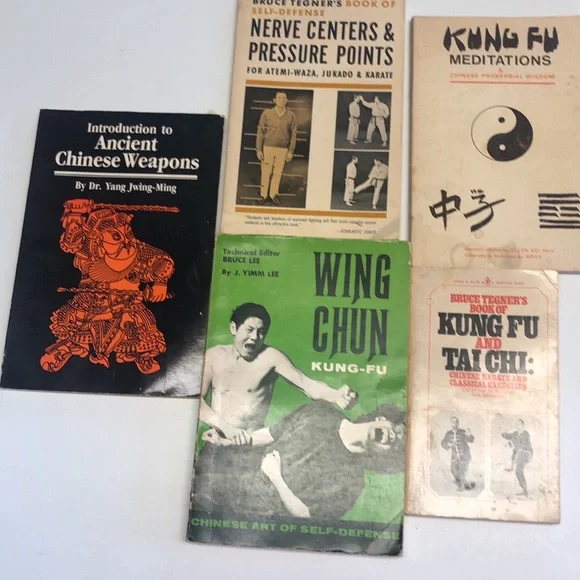 BRUCE TEGNER'S BOOK OF
SELF-DEFENSE
NERVE CENTERS &
PRESSURE POINTS
FOR ATEMI-WAZA, JUKADO & KARATE
KUNG FU
MEDITATIONS
&
CHINESE PROVERBIAL WISDOM
Introduction to
Ancient
Chinese Weapons
By Dr. Yang Jwing-Ming
Technical Editor
BRUCE LEE
By J. YIMM LEE
WING
CHUN
KUNG-FU
CHINESE ART OF SELF-DEFENSE
BRUCE TEGNER'S
BOOK OF
KUNG FU
AND
TAI CHI:
CHINESE KARATE AND
CLASSICAL EXERCISES